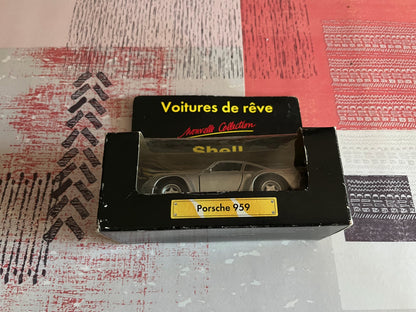 Voitures de rêve
Nouvelle Collection
Shell
Porsche 959